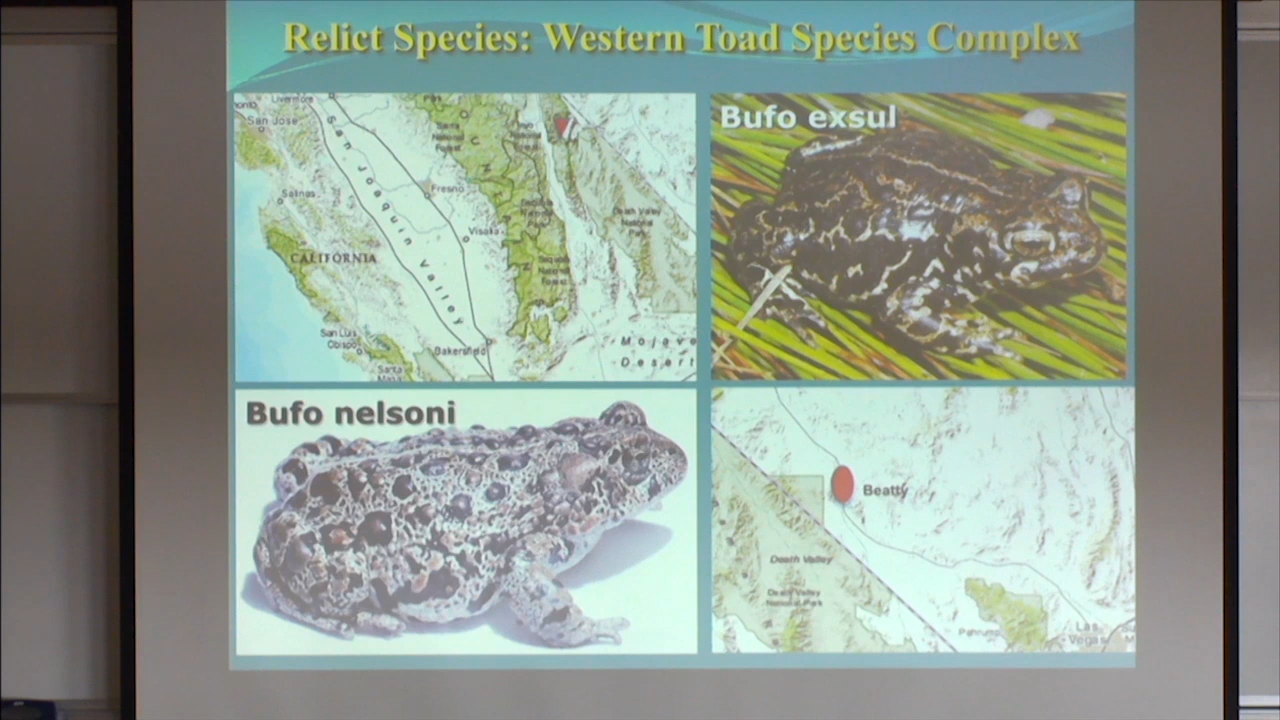 Relict Species: Western Toad Species Complex
Livermore
San Jose
Salinas
San Joaquin Valley
Fresno
Visalia
CALIFORNIA
Death Valley
National
Park
San Luis
Obispo
Bakersfield
Santa
Mojave
Desert
Bufo exsul
Bufo nelsoni
Beatty
Death Valley
Death Valley
National Park
Pahrump
Las
Vegas